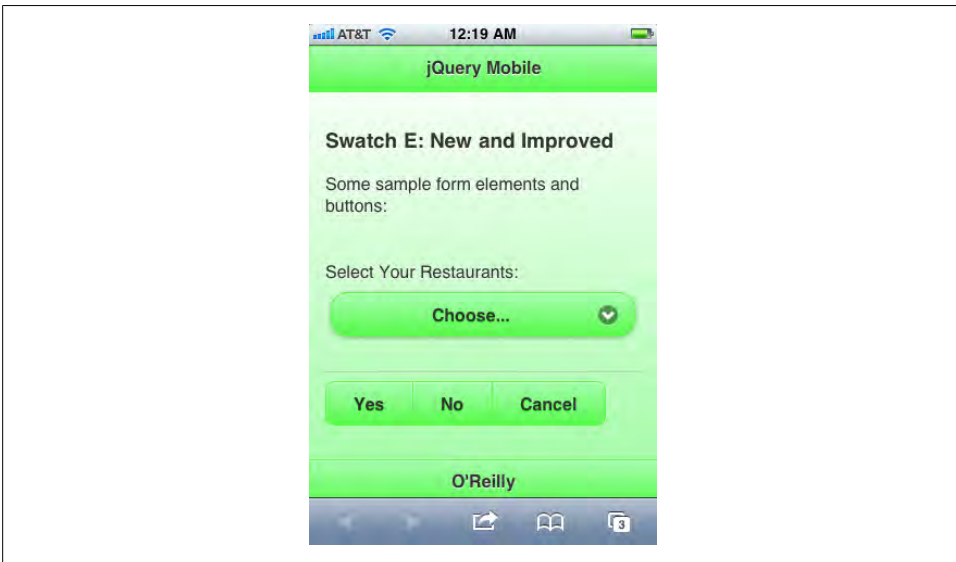 AT&T 12:19 AM
jQuery Mobile
Swatch E: New and Improved
Some sample form elements and
buttons:
Select Your Restaurants:
Choose...
Yes No Cancel
O'Reilly
3